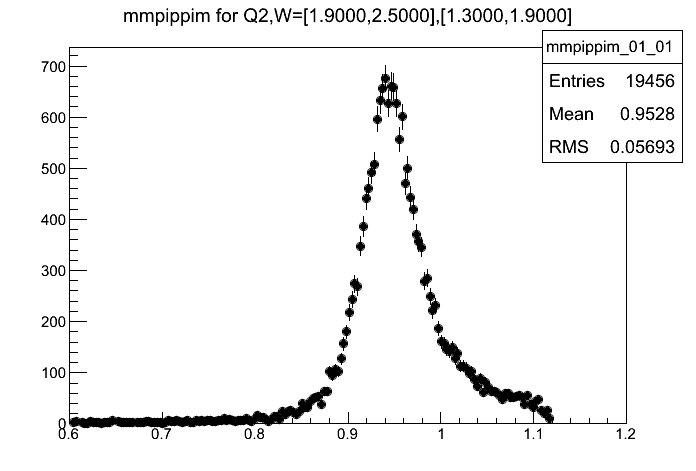 mmpippim for Q2,W=[1.9000,2.5000],[1.3000,1.9000]
mmpippim_01_01
Entries 19456
Mean 0.9528
RMS 0.05693
700
600
500
400
300
200
100
0
0.6 0.7 0.8 0.9 1 1.1 1.2